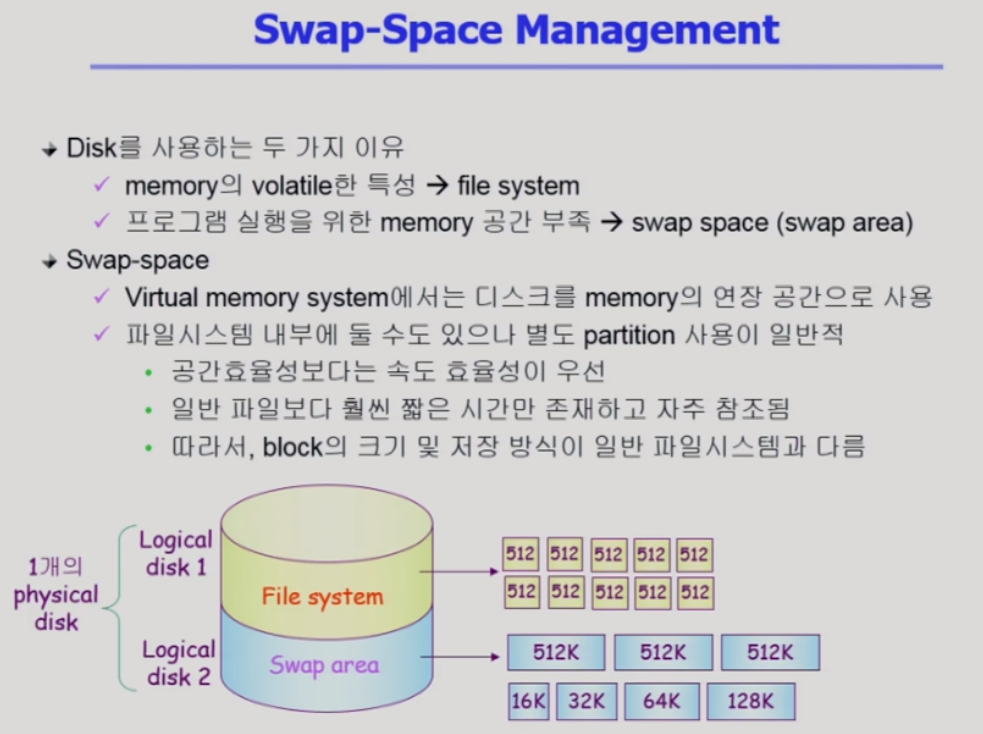 Swap-Space Management
Disk를 사용하는 두 가지 이유
memory의 volatile한 특성 → file system
프로그램 실행을 위한 memory 공간 부족 → swap space (swap area)
Swap-space
Virtual memory system에서는 디스크를 memory의 연장 공간으로 사용
파일시스템 내부에 둘 수도 있으나 별도 partition 사용이 일반적
공간효율성보다는 속도 효율성이 우선
일반 파일보다 훨씬 짧은 시간만 존재하고 자주 참조됨
따라서, block의 크기 및 저장 방식이 일반 파일시스템과 다름
1개의
physical
disk
Logical
disk 1
File system
512 512 512 512 512
512 512 512 512 512
Logical
disk 2
Swap area
512K 512K 512K
16K 32K 64K 128K